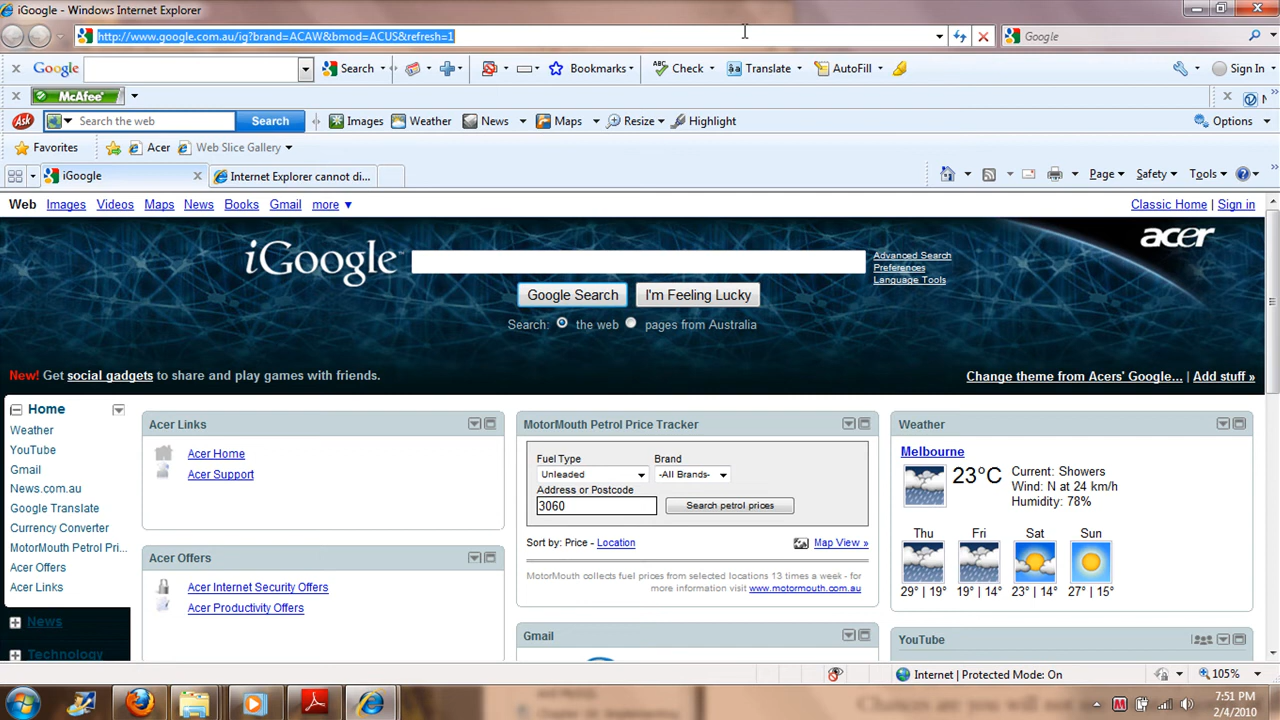 iGoogle - Windows Internet Explorer
http://www.google.com.au/ig?brand=ACAW&bmod=ACUS&refresh=1
Google
Google Search Bookmarks ABC Check Translate AutoFill Sign In
McAfee
Ask Search the web Search Images Weather News Maps Resize Highlight Options
Favorites Acer Web Slice Gallery
iGoogle Internet Explorer cannot di... Page Safety Tools
Web Images Videos Maps News Books Gmail more ▼ Classic Home | Sign in
iGoogle™ acer
Advanced Search
Preferences
Language Tools
Google Search I'm Feeling Lucky
Search: the web pages from Australia
New! Get social gadgets to share and play games with friends. Change theme from Acers' Google... | Add stuff »
Home
Weather
YouTube
Gmail
News.com.au
Google Translate
Currency Converter
MotorMouth Petrol Pri...
Acer Offers
Acer Links
News
Technology
Acer Links
Acer Home
Acer Support
Acer Offers
Acer Internet Security Offers
Acer Productivity Offers
MotorMouth Petrol Price Tracker
Fuel Type Brand
Unleaded -All Brands-
Address or Postcode
3060 Search petrol prices
Sort by: Price - Location Map View »
MotorMouth collects fuel prices from selected locations 13 times a week - for
more information visit www.motormouth.com.au
Gmail
Weather
Melbourne
23°C
Current: Showers
Wind: N at 24 km/h
Humidity: 78%
Thu Fri Sat Sun
29° | 19° 19° | 14° 23° | 14° 27° | 15°
YouTube
Internet | Protected Mode: On 105%
7:51 PM
2/4/2010